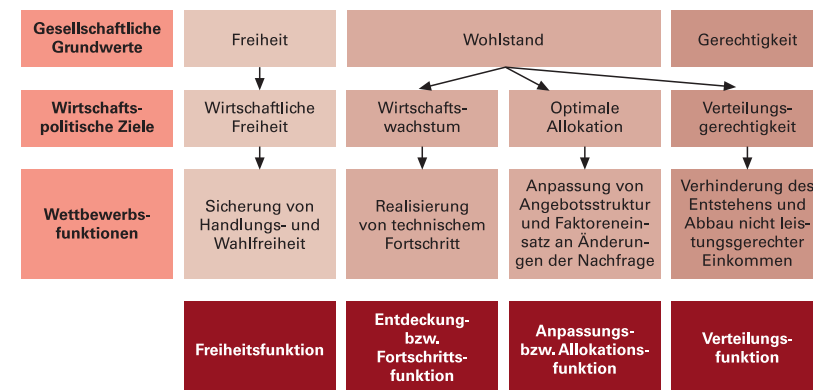 Gesellschaftliche
Grundwerte
Freiheit
Wohlstand
Gerechtigkeit
Wirtschafts-
politische Ziele
Wirtschaftliche
Freiheit
Wirtschafts-
wachstum
Optimale
Allokation
Verteilungs-
gerechtigkeit
Wettbewerbs-
funktionen
Sicherung von
Handlungs- und
Wahlfreiheit
Realisierung
von technischem
Fortschritt
Anpassung von
Angebotsstruktur
und Faktorenein-
satz an Änderun-
gen der Nachfrage
Verhinderung des
Entstehens und
Abbau nicht leis-
tungsgerechter
Einkommen
Freiheitsfunktion
Entdeckung-
bzw.
Fortschritts-
funktion
Anpassungs-
bzw. Allokations-
funktion
Verteilungs-
funktion